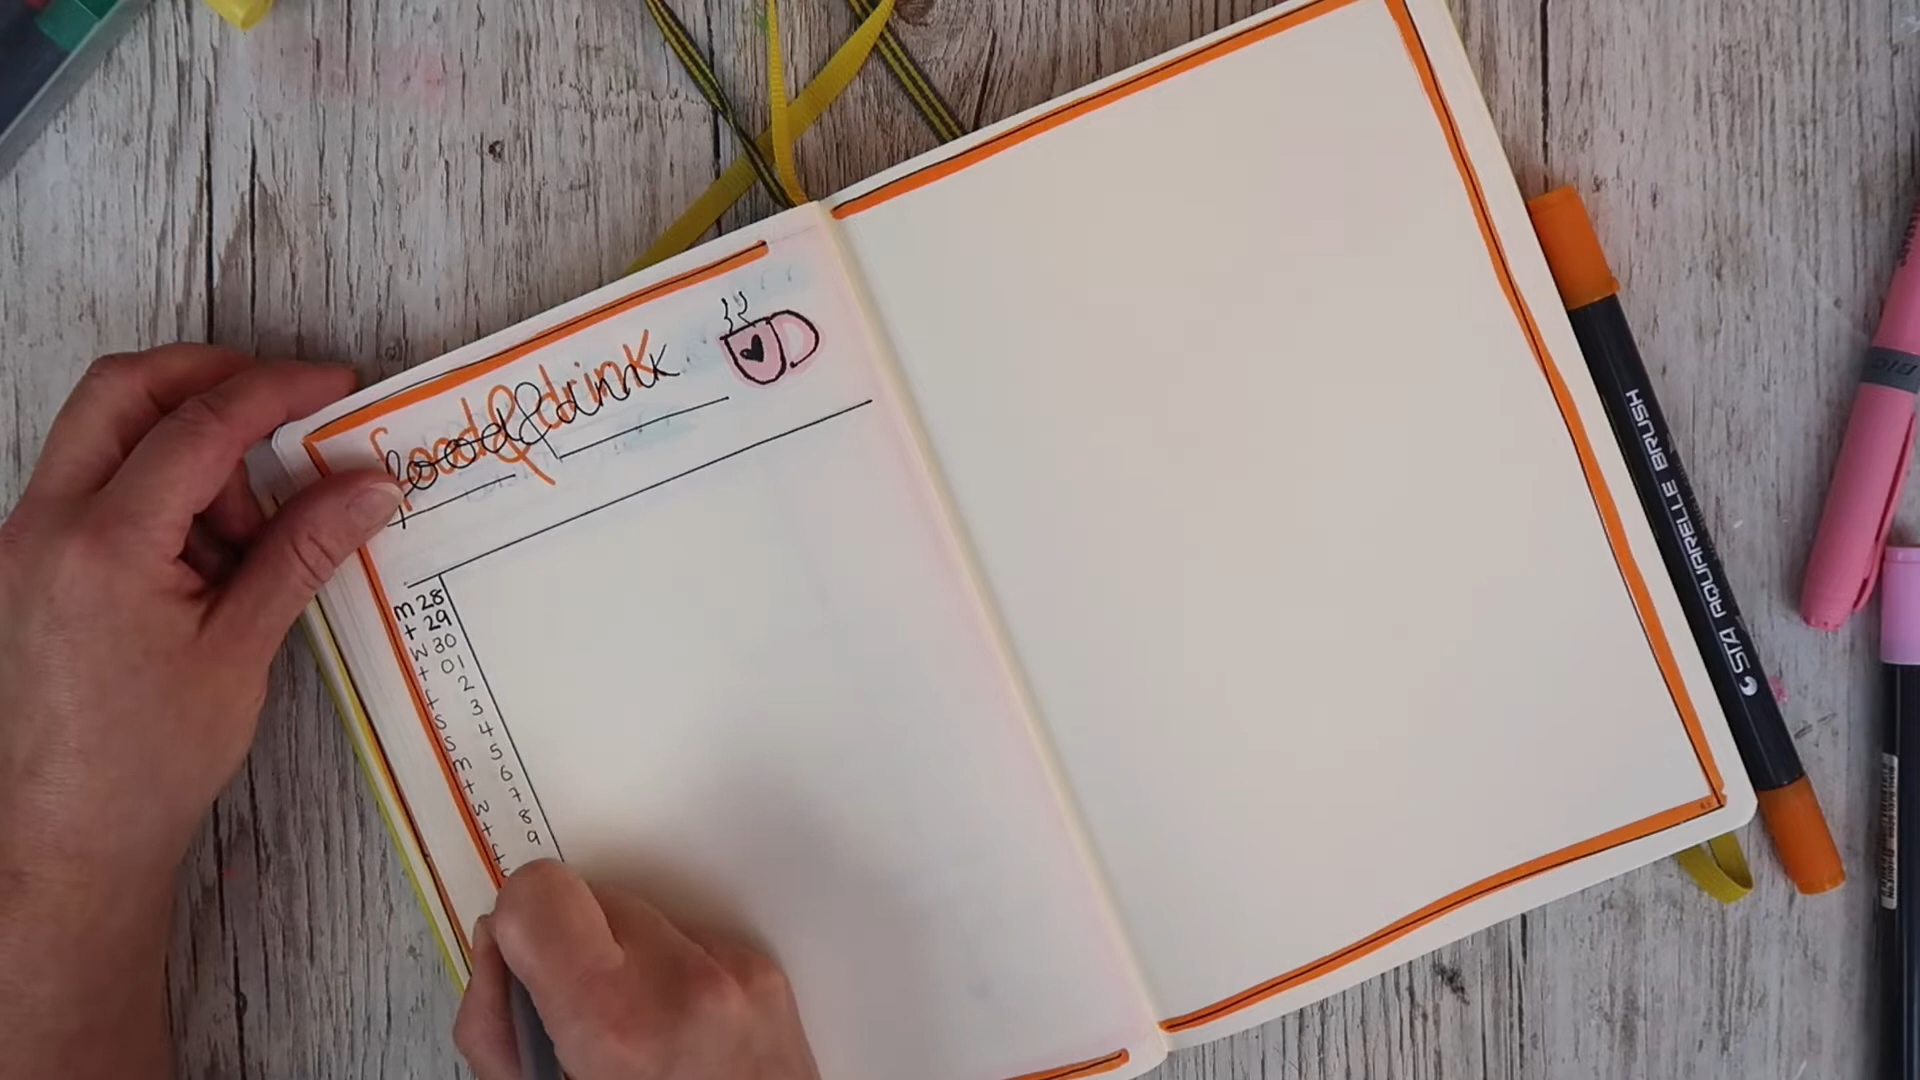 food & drink
m 28
t 29
w 30
t 01
f 2
s 3
s 4
m 5
t 6
w 7
t 8
f 9
STA AQUARELLE BRUSH